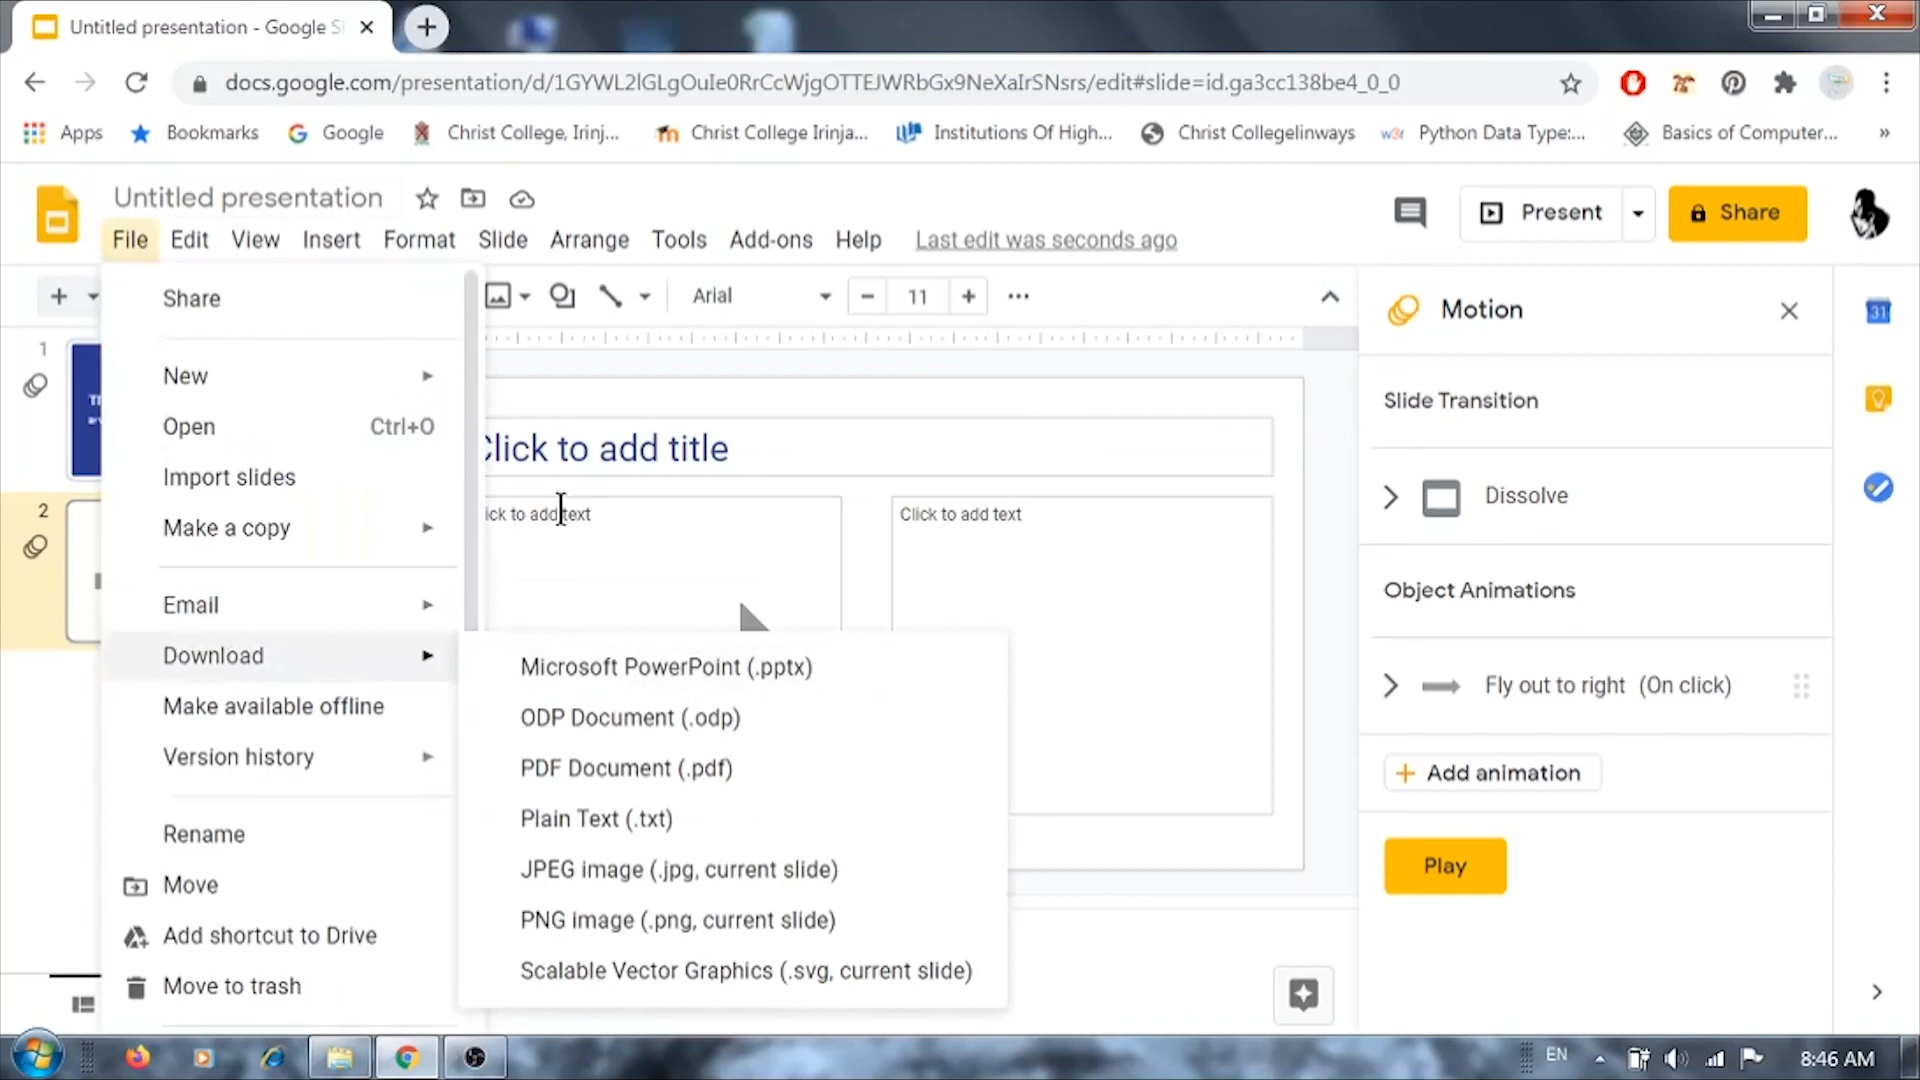 Untitled presentation - Google Sl
docs.google.com/presentation/d/1GYWL2lGLgOuIe0RrCcWjgOTTEJWRbGx9NeXaIrSNsrs/edit#slide=id.ga3cc138be4_0_0
Apps Bookmarks Google Christ College, Irinj... Christ College Irinja... Institutions Of High... Christ Collegelinways Python Data Type:... Basics of Computer... »
Untitled presentation
Present
Share
File Edit View Insert Format Slide Arrange Tools Add-ons Help Last edit was seconds ago
Arial
11
Share
New
Open Ctrl+O
Import slides
Make a copy
Email
Download
Make available offline
Version history
Rename
Move
Add shortcut to Drive
Move to trash
Microsoft PowerPoint (.pptx)
ODP Document (.odp)
PDF Document (.pdf)
Plain Text (.txt)
JPEG image (.jpg, current slide)
PNG image (.png, current slide)
Scalable Vector Graphics (.svg, current slide)
1
2
Click to add title
ick to add text
Click to add text
Motion
Slide Transition
Dissolve
Object Animations
Fly out to right (On click)
+ Add animation
Play
31
EN
8:46 AM